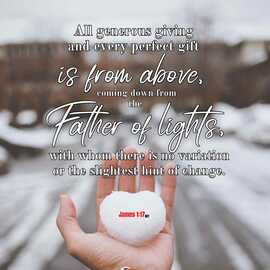 All generous giving
and every perfect gift
is from above,
coming down from
the
Father of lights,
with whom there is no variation
or the slightest hint of change.
James 1:17